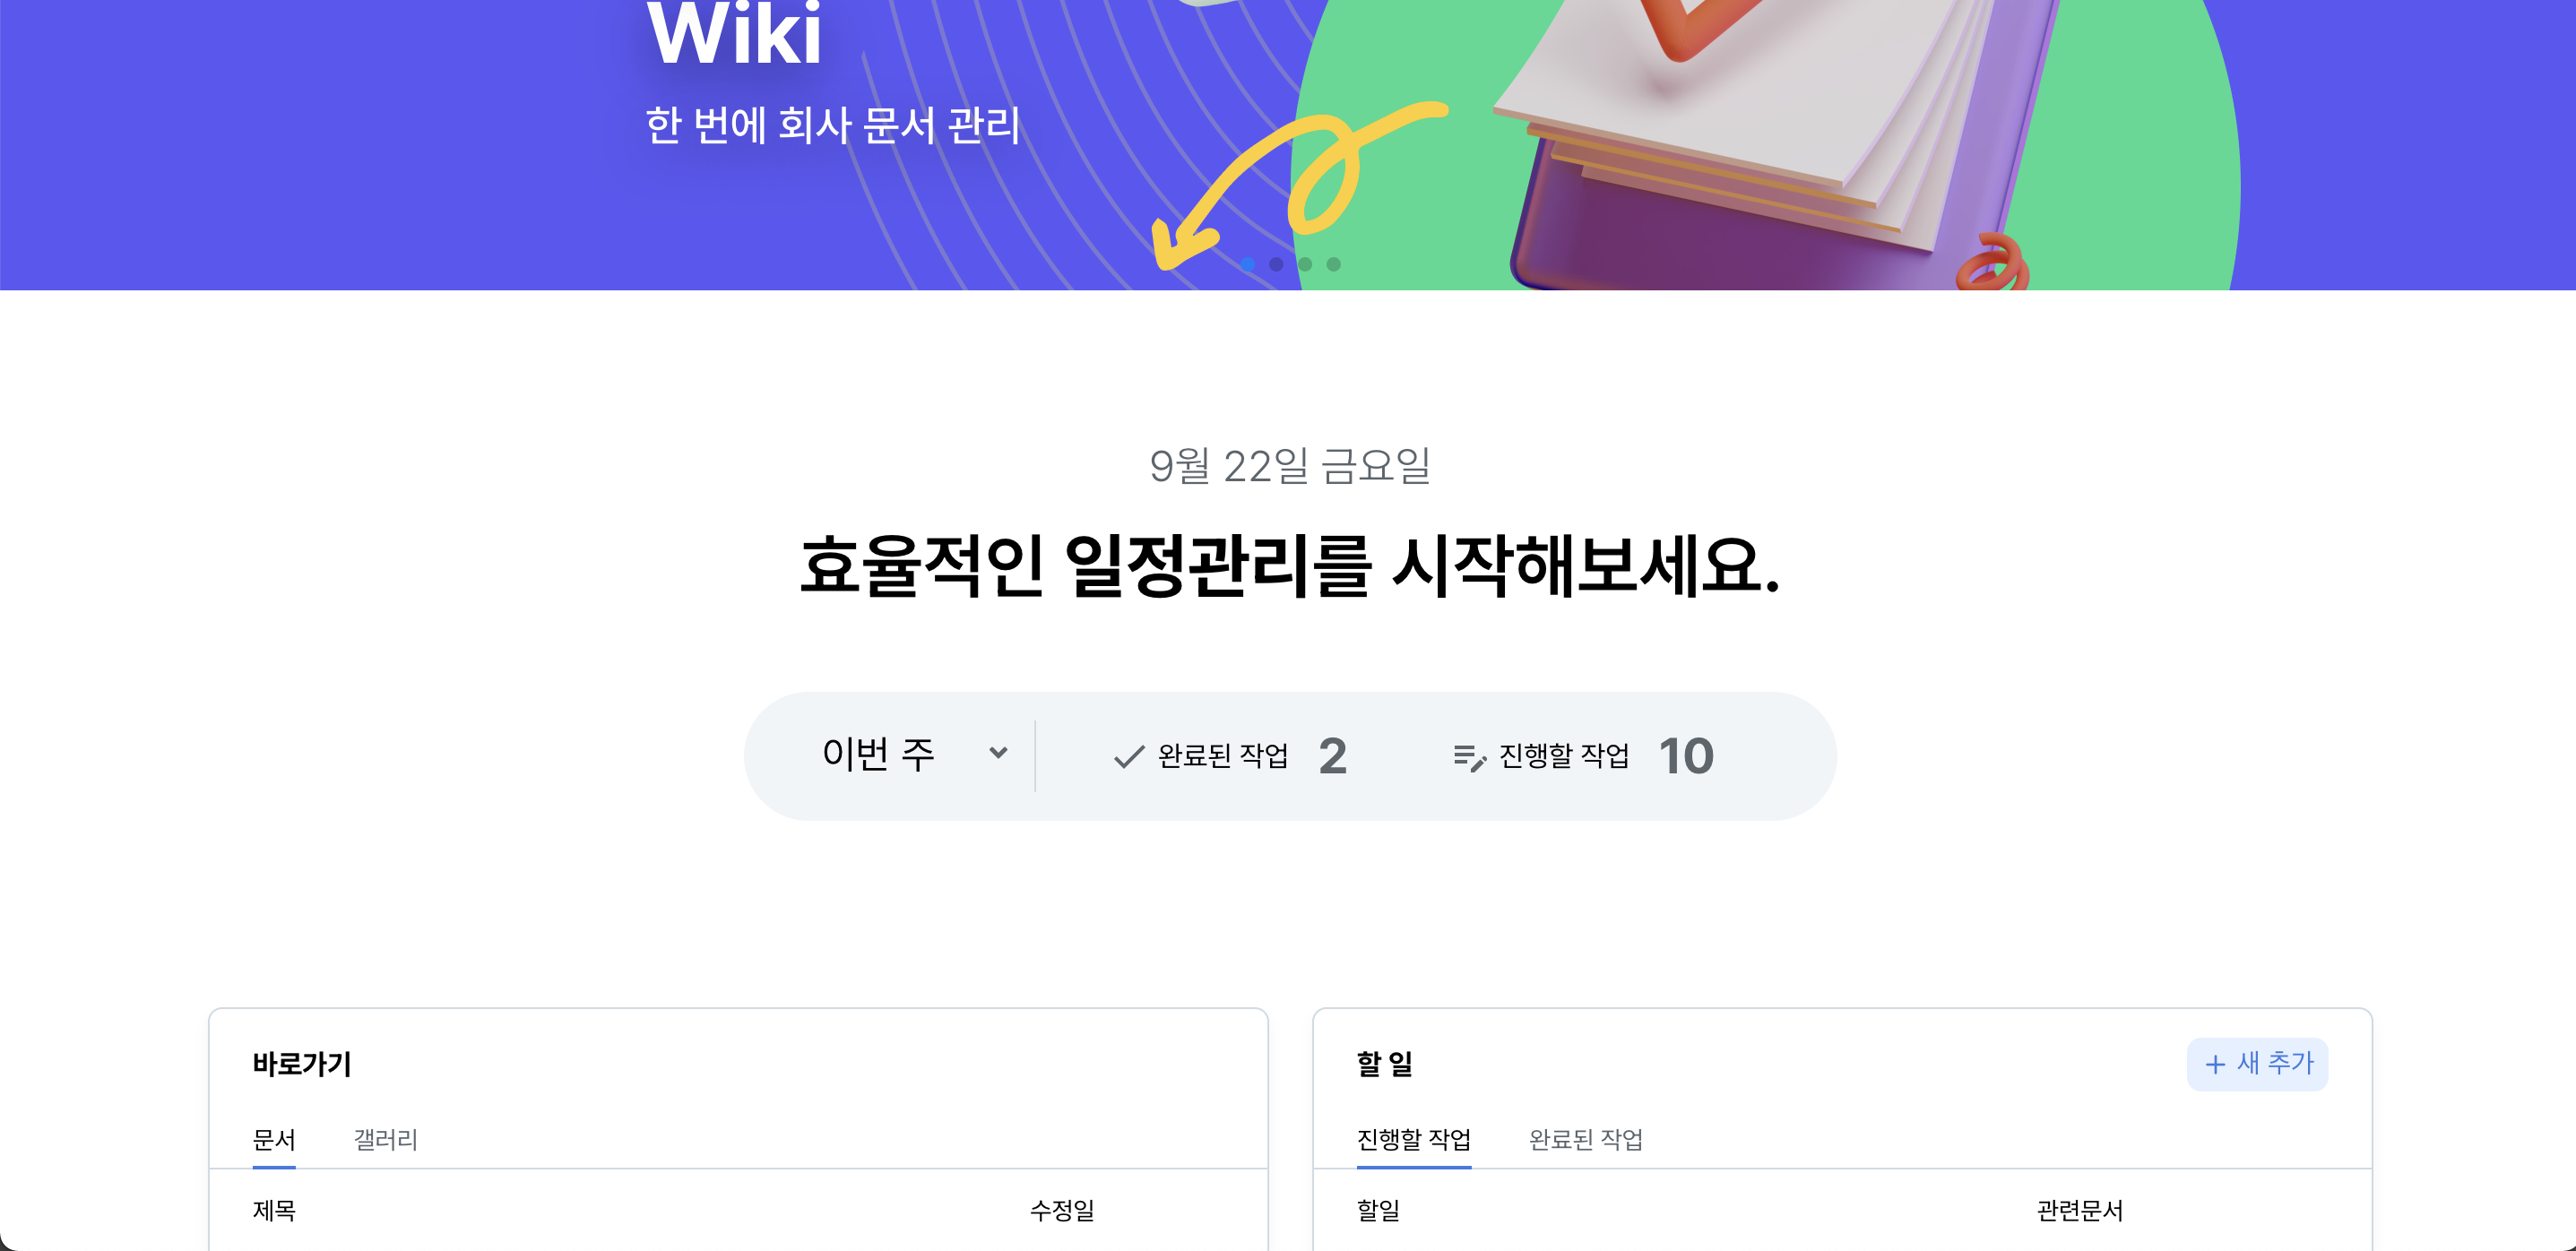 Wiki
한 번에 회사 문서 관리
9월 22일 금요일
효율적인 일정관리를 시작해보세요.
이번 주 완료된 작업 2 진행할 작업 10
바로가기
문서 갤러리
제목 수정일
할 일 + 새 추가
진행할 작업 완료된 작업
할일 관련문서